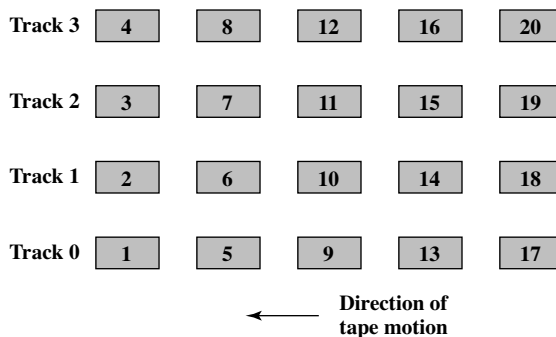 Track 3 4 8 12 16 20
Track 2 3 7 11 15 19
Track 1 2 6 10 14 18
Track 0 1 5 9 13 17
Direction of
tape motion